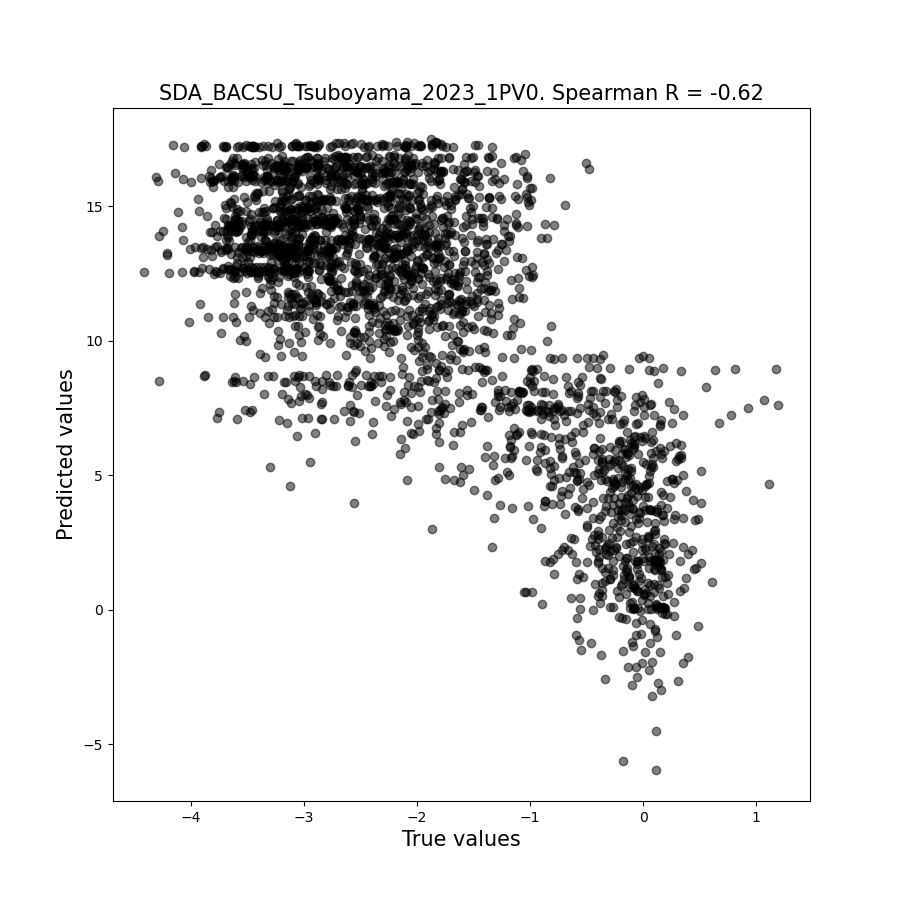 SDA_BACSU_Tsuboyama_2023_1PV0. Spearman R = -0.62
Predicted values
15
10
5
0
−5
−4 −3 −2 −1 0 1
True values